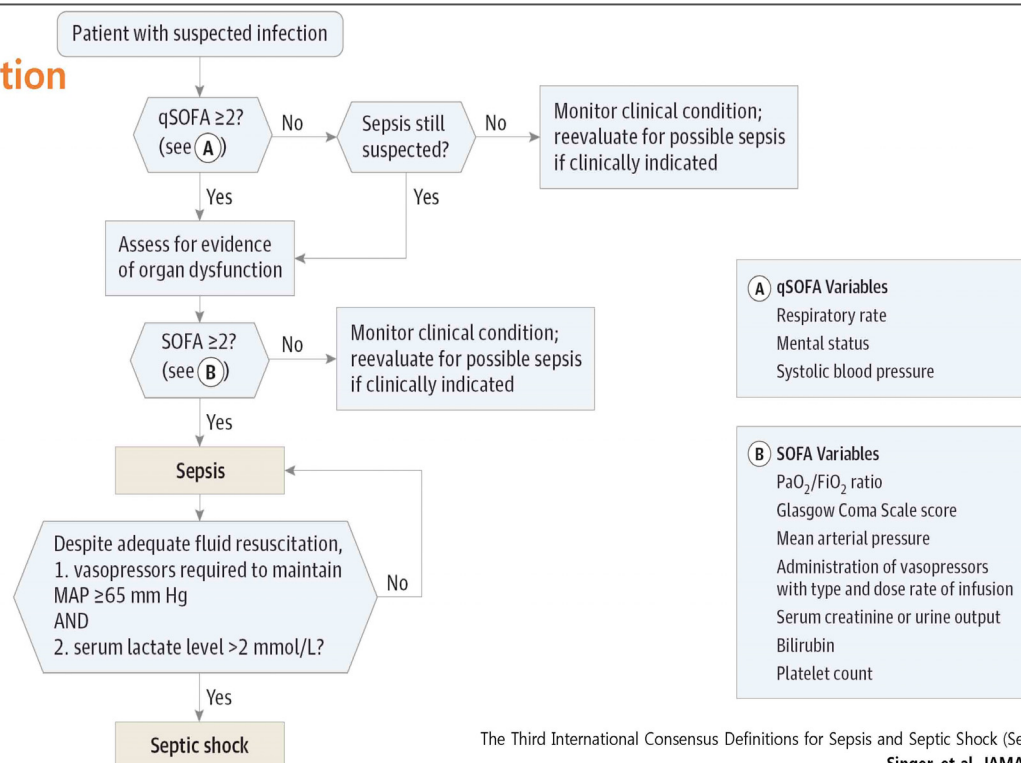 Patient with suspected infection
tion
qSOFA ≥2?
(see A)
No
Sepsis still
suspected?
No
Monitor clinical condition;
reevaluate for possible sepsis
if clinically indicated
Yes
Yes
Assess for evidence
of organ dysfunction
SOFA ≥2?
(see B)
No
Monitor clinical condition;
reevaluate for possible sepsis
if clinically indicated
Yes
Sepsis
Despite adequate fluid resuscitation,
1. vasopressors required to maintain
MAP ≥65 mm Hg
AND
2. serum lactate level >2 mmol/L?
No
Yes
Septic shock
A qSOFA Variables
Respiratory rate
Mental status
Systolic blood pressure
B SOFA Variables
PaO2/FiO2 ratio
Glasgow Coma Scale score
Mean arterial pressure
Administration of vasopressors
with type and dose rate of infusion
Serum creatinine or urine output
Bilirubin
Platelet count
The Third International Consensus Definitions for Sepsis and Septic Shock (Se
Singer, et al. JAMA